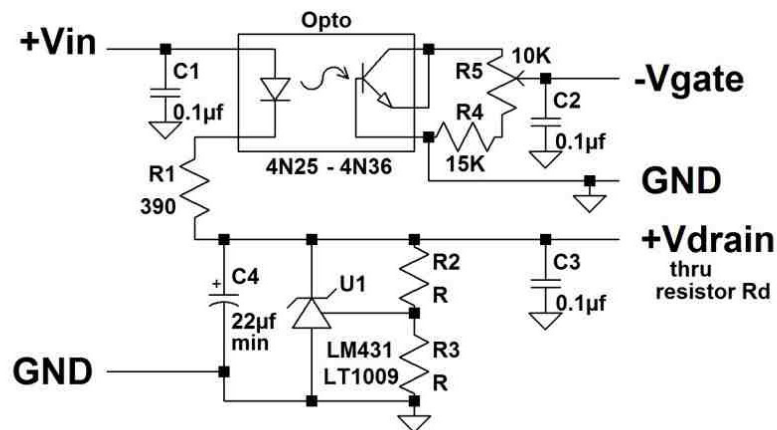 Opto
+Vin
C1
0.1µf
10K
R5
-Vgate
R4
C2
0.1µf
15K
4N25 - 4N36
R1
390
GND
+Vdrain
thru
resistor Rd
C4
+
22µf
min
U1
R2
R
C3
0.1µf
LM431
LT1009
R3
R
GND